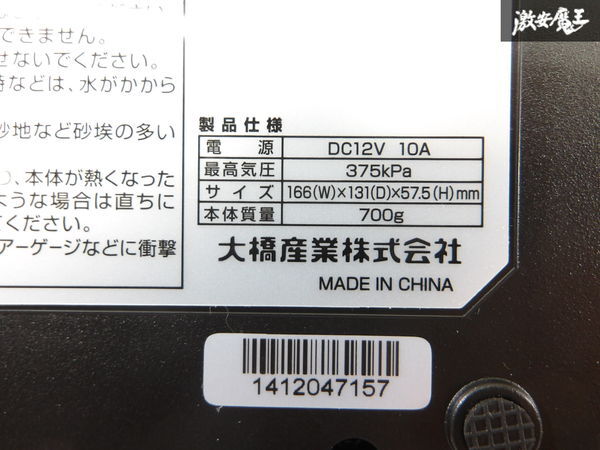 激安魔王
できません。
せないでください。
時などは、水がかから
砂地など砂埃の多い
、本体が熱くなった
ような場合は直ちに
てください。
アーゲージなどに衝撃
製品仕様
電源 DC12V 10A
最高気圧 375kPa
サイズ 166(W)×131(D)×57.5(H)mm
本体質量 700g
大橋産業株式会社
MADE IN CHINA
1412047157